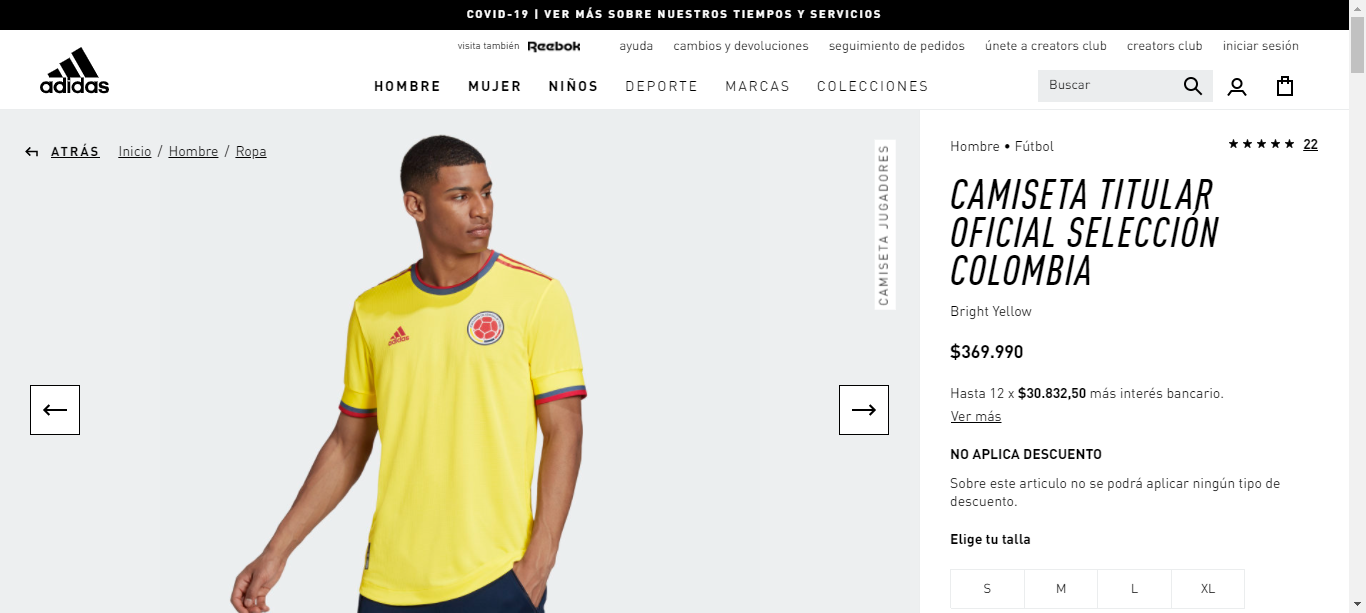 COVID-19 | VER MÁS SOBRE NUESTROS TIEMPOS Y SERVICIOS
visita también Reebok ayuda cambios y devoluciones seguimiento de pedidos únete a creators club creators club iniciar sesión
adidas
HOMBRE MUJER NIÑOS DEPORTE MARCAS COLECCIONES
Buscar
ATRÁS Inicio / Hombre / Ropa
CAMISETA JUGADORES
adidas
Hombre • Fútbol
22
CAMISETA TITULAR
OFICIAL SELECCIÓN
COLOMBIA
Bright Yellow
$369.990
Hasta 12 x $30.832,50 más interés bancario.
Ver más
NO APLICA DESCUENTO
Sobre este articulo no se podrá aplicar ningún tipo de
descuento.
Elige tu talla
S M L XL